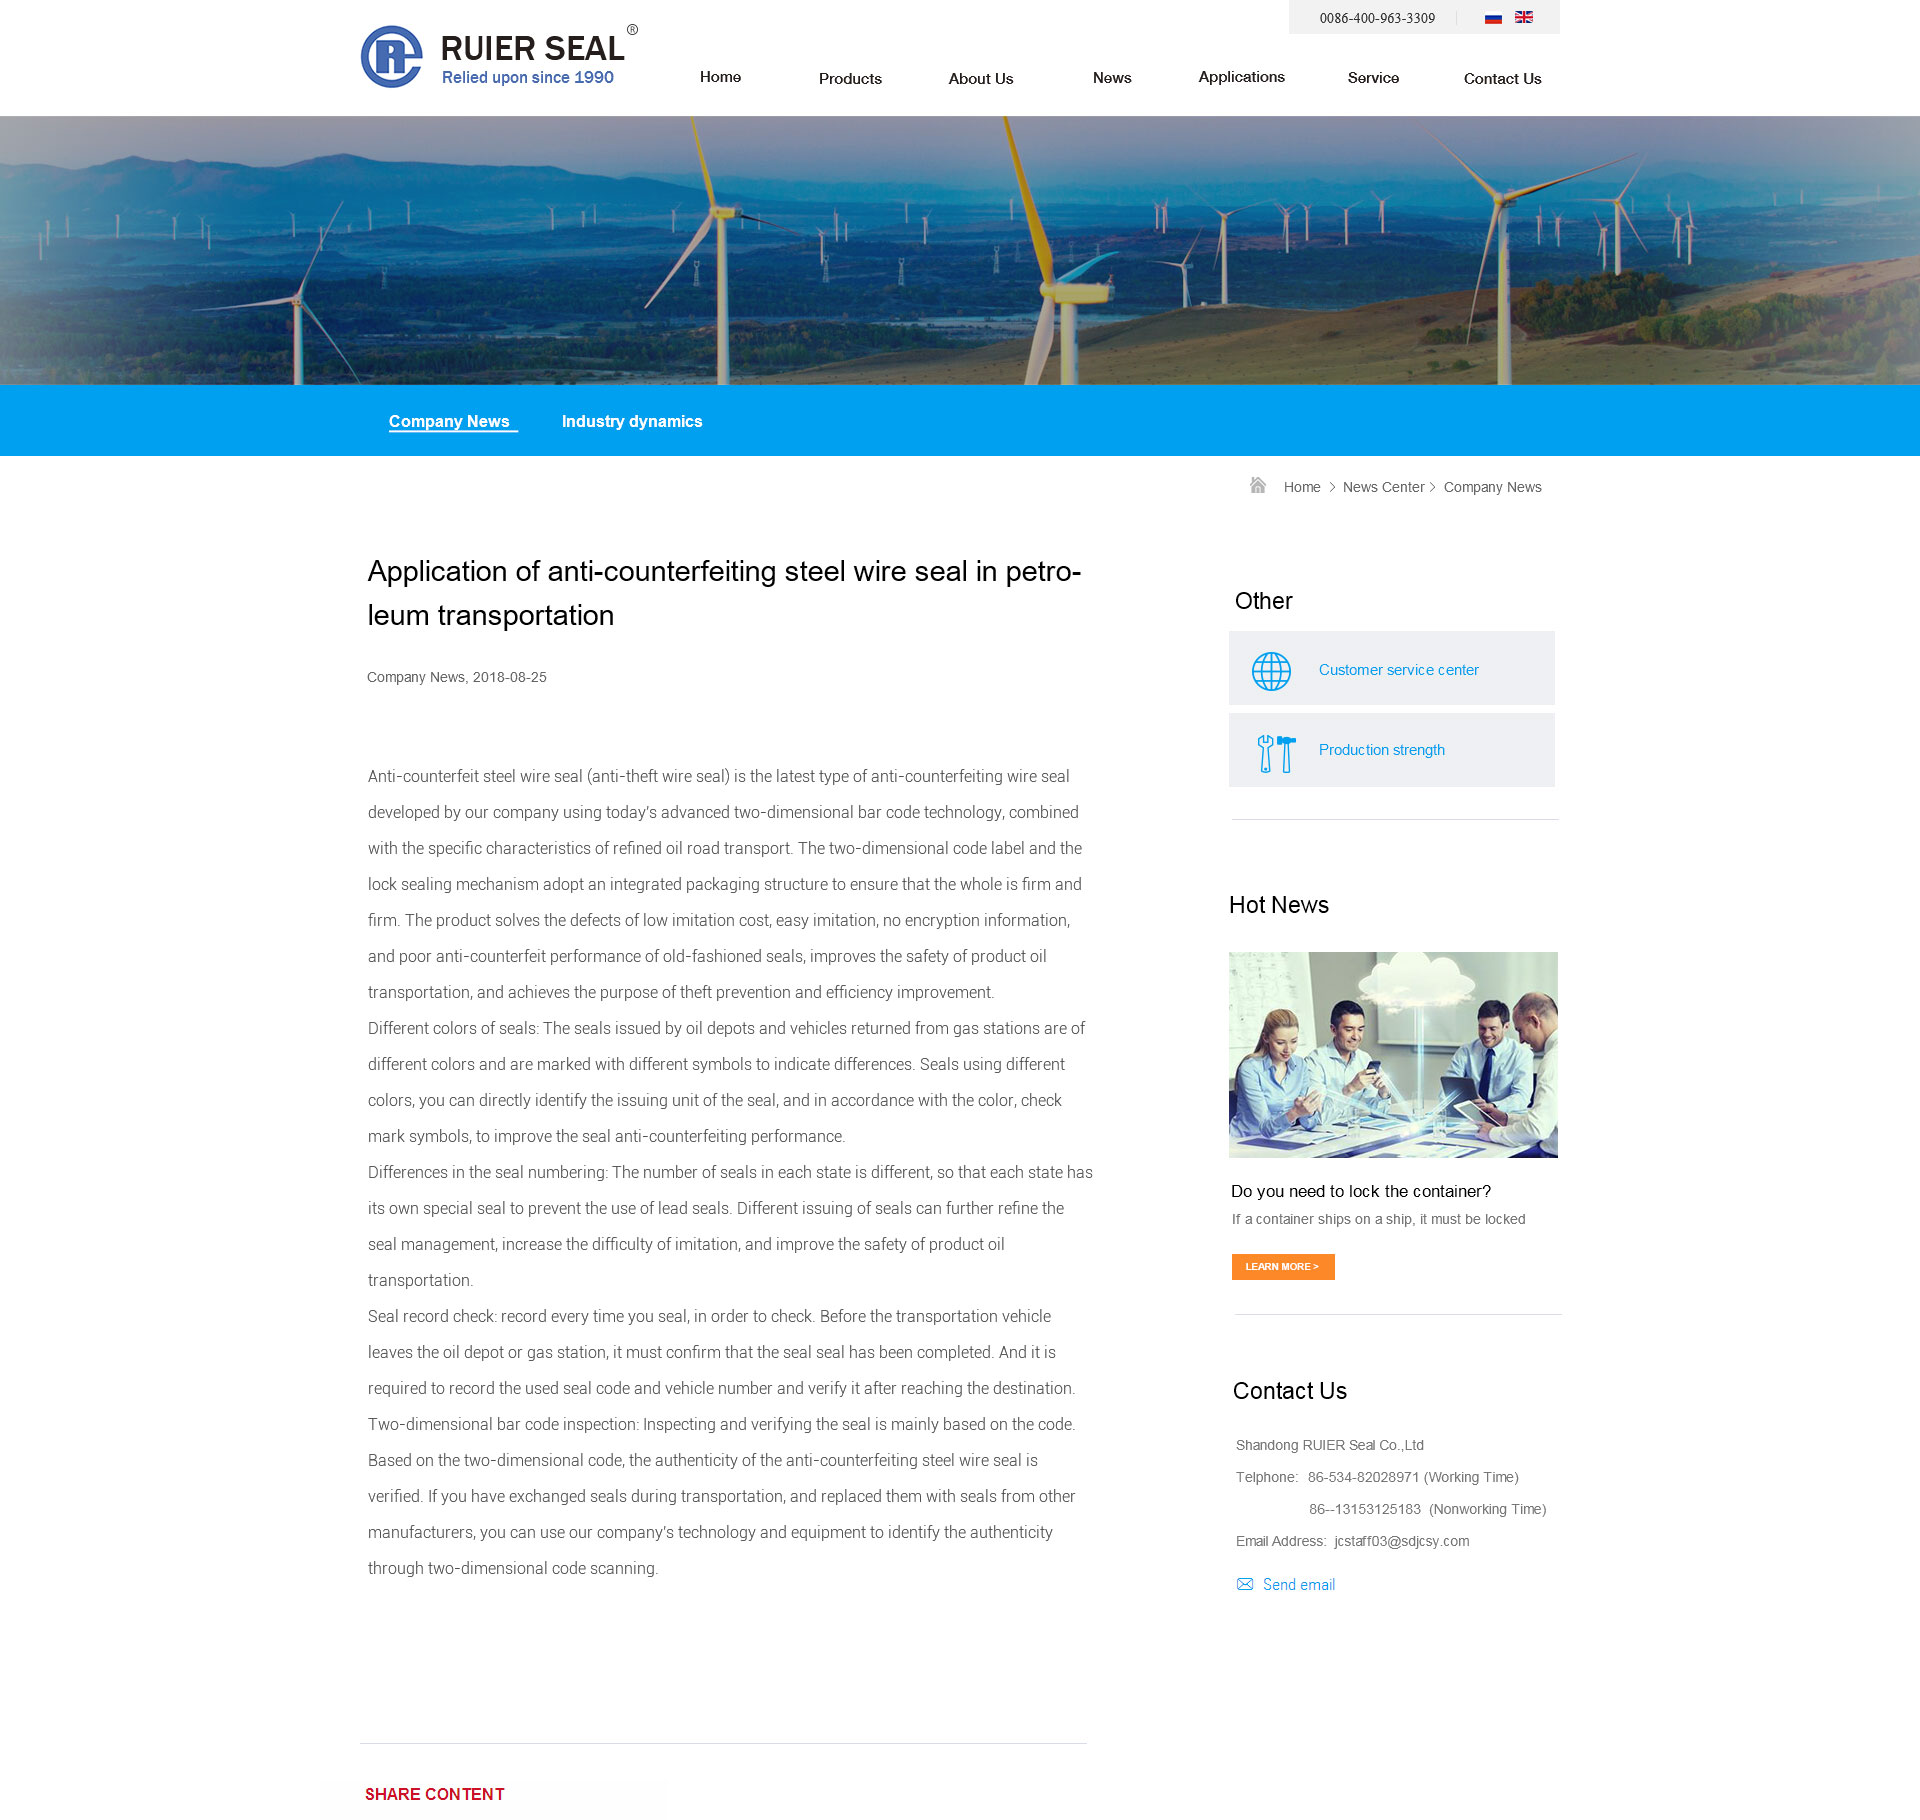 0086-400-963-3309
RUIER SEAL®
Relied upon since 1990
Home
Products
About Us
News
Applications
Service
Contact Us
Company News
Industry dynamics
Home > News Center > Company News
Application of anti-counterfeiting steel wire seal in petro-
leum transportation
Company News, 2018-08-25
Anti-counterfeit steel wire seal (anti-theft wire seal) is the latest type of anti-counterfeiting wire seal
developed by our company using today's advanced two-dimensional bar code technology, combined
with the specific characteristics of refined oil road transport. The two-dimensional code label and the
lock sealing mechanism adopt an integrated packaging structure to ensure that the whole is firm and
firm. The product solves the defects of low imitation cost, easy imitation, no encryption information,
and poor anti-counterfeit performance of old-fashioned seals, improves the safety of product oil
transportation, and achieves the purpose of theft prevention and efficiency improvement.
Different colors of seals: The seals issued by oil depots and vehicles returned from gas stations are of
different colors and are marked with different symbols to indicate differences. Seals using different
colors, you can directly identify the issuing unit of the seal, and in accordance with the color, check
mark symbols, to improve the seal anti-counterfeiting performance.
Differences in the seal numbering: The number of seals in each state is different, so that each state has
its own special seal to prevent the use of lead seals. Different issuing of seals can further refine the
seal management, increase the difficulty of imitation, and improve the safety of product oil
transportation.
Seal record check: record every time you seal, in order to check. Before the transportation vehicle
leaves the oil depot or gas station, it must confirm that the seal seal has been completed. And it is
required to record the used seal code and vehicle number and verify it after reaching the destination.
Two-dimensional bar code inspection: Inspecting and verifying the seal is mainly based on the code.
Based on the two-dimensional code, the authenticity of the anti-counterfeiting steel wire seal is
verified. If you have exchanged seals during transportation, and replaced them with seals from other
manufacturers, you can use our company's technology and equipment to identify the authenticity
through two-dimensional code scanning.
SHARE CONTENT
Other
Customer service center
Production strength
Hot News
Do you need to lock the container?
If a container ships on a ship, it must be locked
LEARN MORE >
Contact Us
Shandong RUIER Seal Co.,Ltd
Telphone: 86-534-82028971 (Working Time)
86--13153125183 (Nonworking Time)
Email Address: jcstaff03@sdjcsy.com
Send email